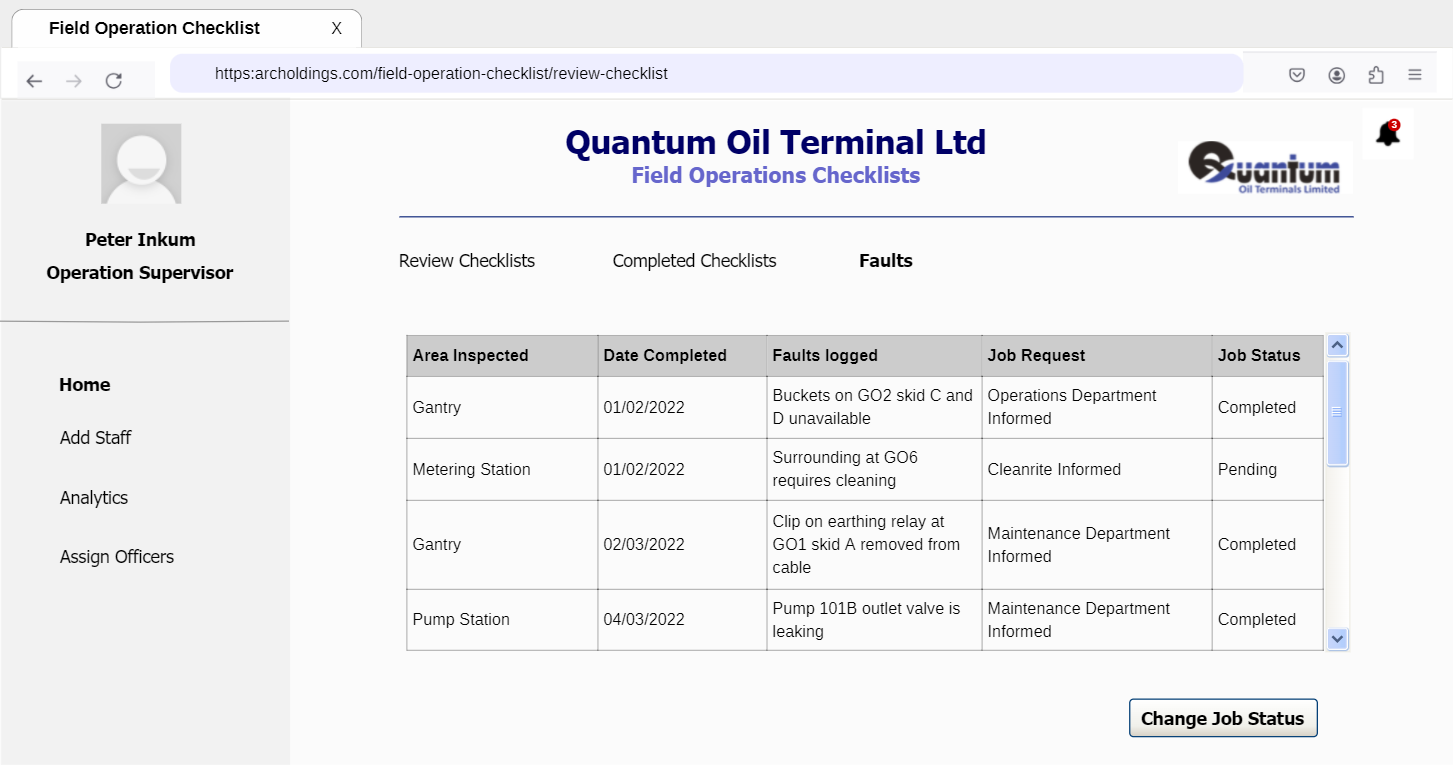 Field Operation Checklist X
https:archoldings.com/field-operation-checklist/review-checklist
3
Peter Inkum
Operation Supervisor
Home
Add Staff
Analytics
Assign Officers
Quantum Oil Terminal Ltd
Field Operations Checklists
Quantum
Oil Terminals Limited
Review Checklists Completed Checklists Faults
Area Inspected Date Completed Faults logged Job Request Job Status
Gantry 01/02/2022 Buckets on GO2 skid C and Operations Department Completed
D unavailable Informed
Metering Station 01/02/2022 Surrounding at GO6 Cleanrite Informed Pending
requires cleaning
Gantry 02/03/2022 Clip on earthing relay at Maintenance Department Completed
GO1 skid A removed from Informed
cable
Pump Station 04/03/2022 Pump 101B outlet valve is Maintenance Department Completed
leaking Informed
Change Job Status